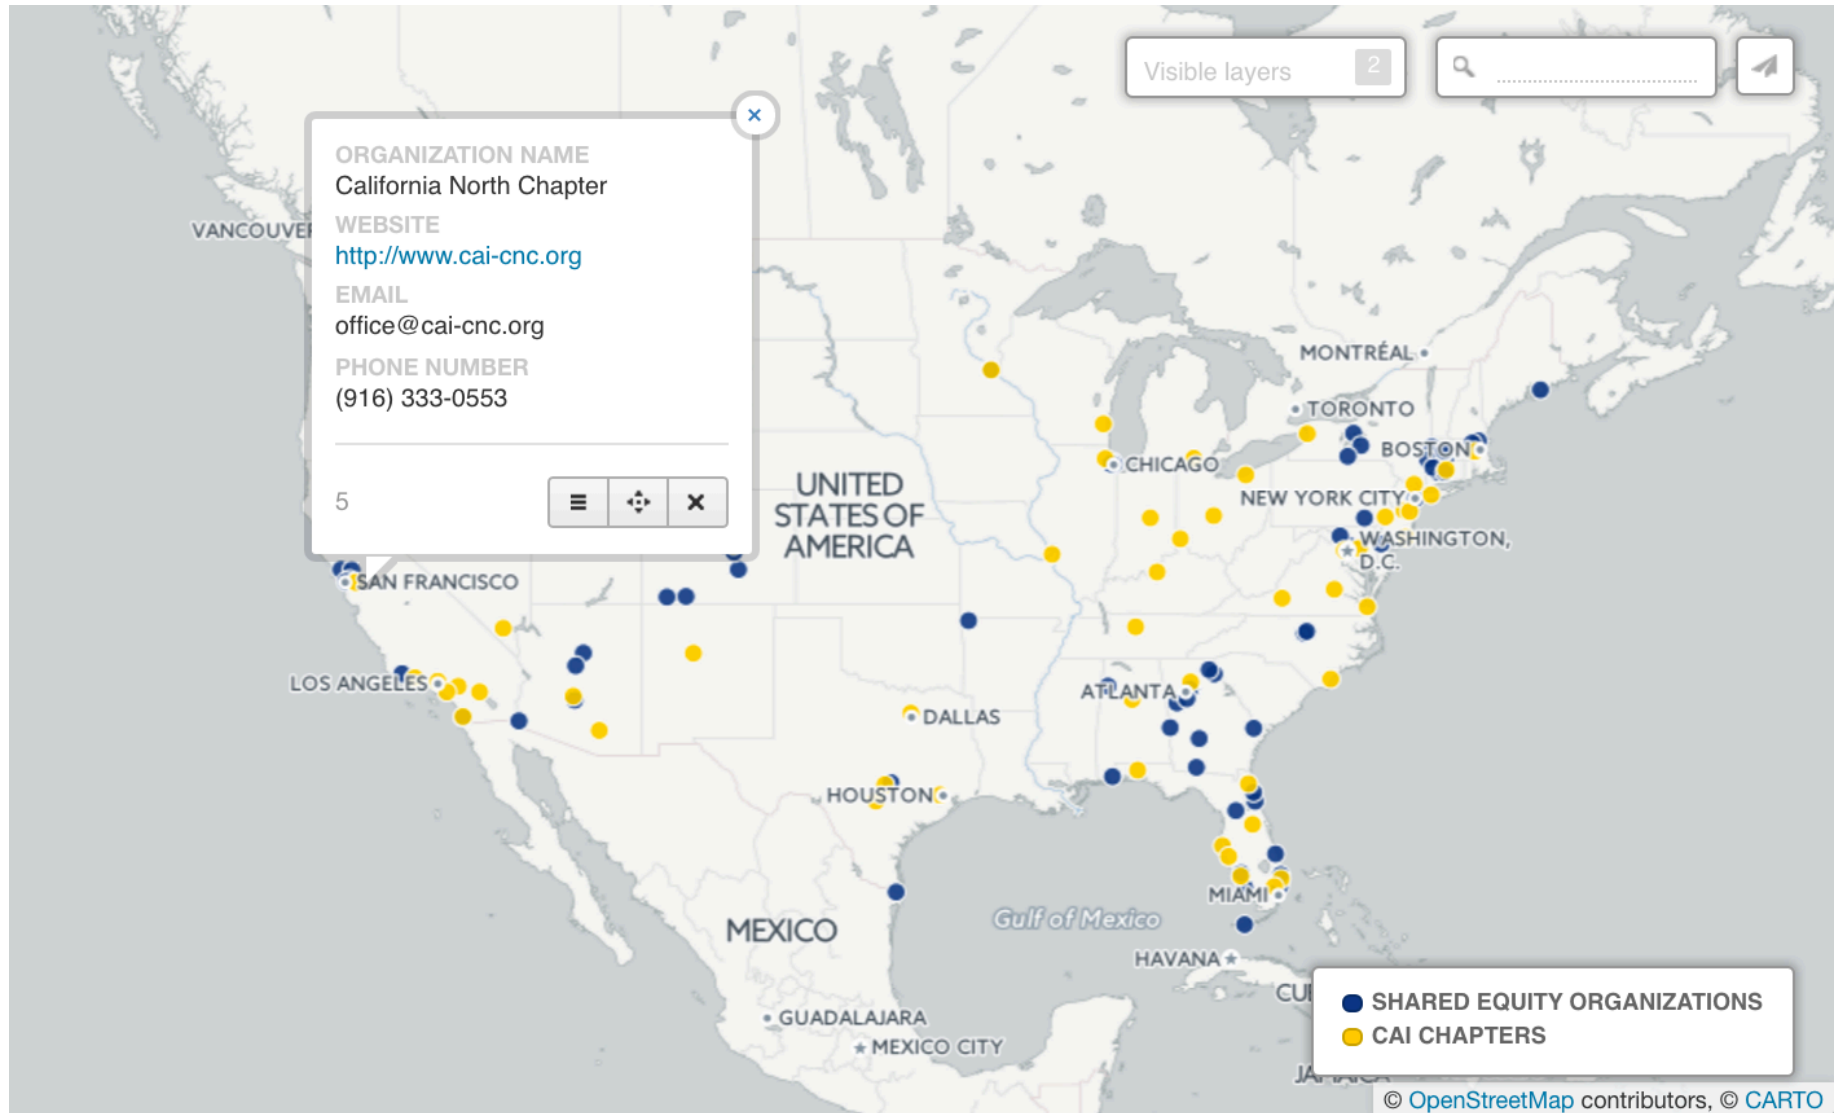 Visible layers 2
ORGANIZATION NAME
California North Chapter
WEBSITE
http://www.cai-cnc.org
EMAIL
office@cai-cnc.org
PHONE NUMBER
(916) 333-0553
5
VANCOUVER
MONTRÉAL
TORONTO
BOSTON
CHICAGO
NEW YORK CITY
UNITED
STATES OF
AMERICA
WASHINGTON,
D.C.
SAN FRANCISCO
LOS ANGELES
ATLANTA
DALLAS
HOUSTON
MIAMI
MEXICO
Gulf of Mexico
HAVANA
CU
GUADALAJARA
MEXICO CITY
SHARED EQUITY ORGANIZATIONS
CAI CHAPTERS
JAMAICA
© OpenStreetMap contributors, © CARTO